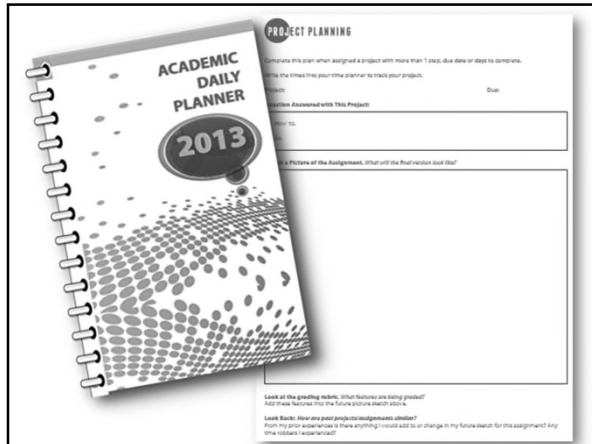 ACADEMIC
DAILY
PLANNER
2013
PROJECT PLANNING
Complete this plan when assigned a project with more than 1 step, due date or days to complete.
Write the times into your time planner to track your project.
Project:
Due:
Question Answered with This Project:
How to,
a Picture of the Assignment. What will the final version look like?
Look at the grading rubric. What features are being graded?
Add these features into the future picture sketch above.
Look Back: How are past projects/assignments similar?
From my prior experiences is there anything I would add to or change in my future sketch for this assignment? Any
time robbers I experienced?